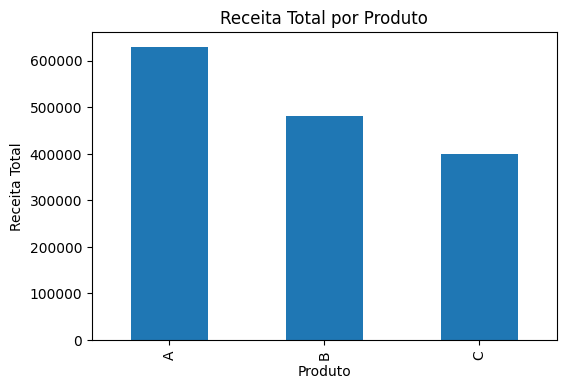 Receita Total por Produto
Receita Total
600000
500000
400000
300000
200000
100000
0
A
B
C
Produto